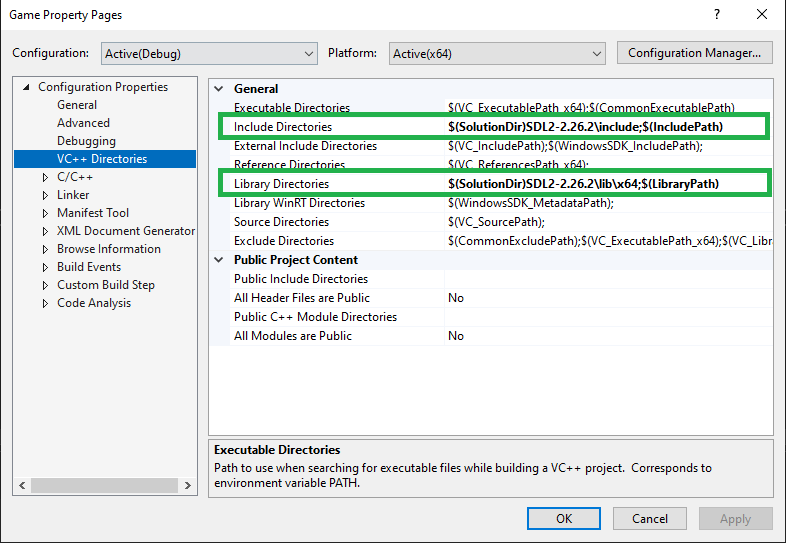 Game Property Pages
?
Configuration: Active(Debug) Platform: Active(x64) Configuration Manager...
Configuration Properties
General
Advanced
Debugging
VC++ Directories
C/C++
Linker
Manifest Tool
XML Document Generator
Browse Information
Build Events
Custom Build Step
Code Analysis
General
Executable Directories $(VC_ExecutablePath_x64);$(CommonExecutablePath)
Include Directories $(SolutionDir)SDL2-2.26.2\include;$(IncludePath)
External Include Directories $(VC_IncludePath);$(WindowsSDK_IncludePath);
Reference Directories $(VC_ReferencesPath_x64);
Library Directories $(SolutionDir)SDL2-2.26.2\lib\x64;$(LibraryPath)
Library WinRT Directories $(WindowsSDK_MetadataPath);
Source Directories $(VC_SourcePath);
Exclude Directories $(CommonExcludePath);$(VC_ExecutablePath_x64);$(VC_Libra
Public Project Content
Public Include Directories
All Header Files are Public No
Public C++ Module Directories
All Modules are Public No
Executable Directories
Path to use when searching for executable files while building a VC++ project. Corresponds to
environment variable PATH.
OK Cancel Apply